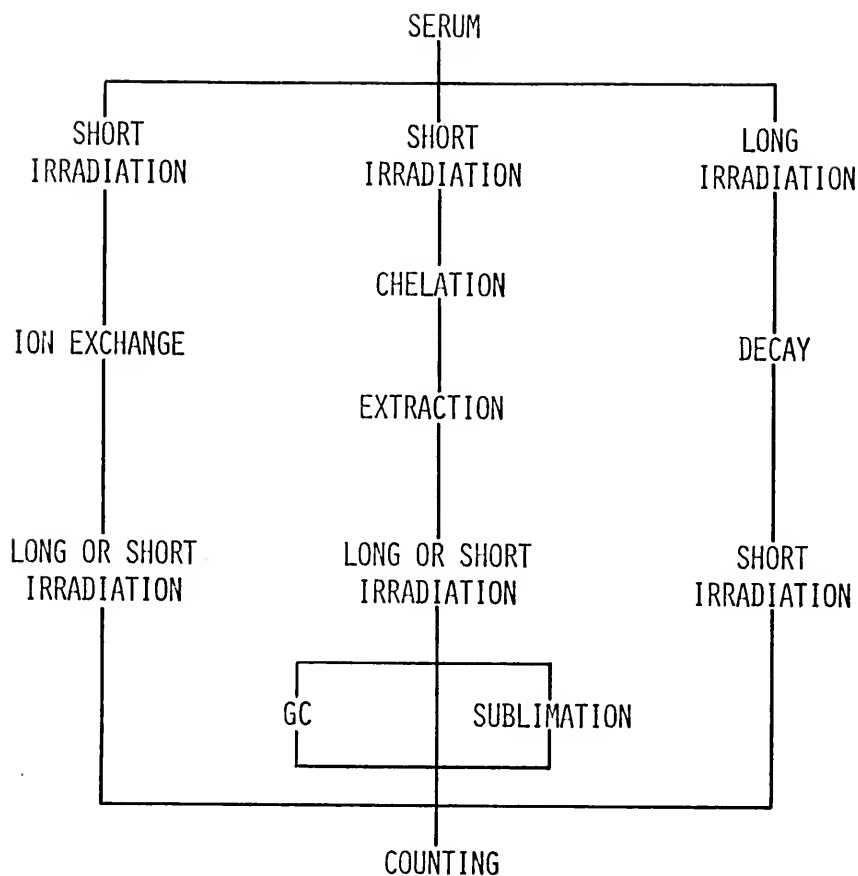 SERUM
SHORT
IRRADIATION
SHORT
IRRADIATION
LONG
IRRADIATION
CHELATION
ION EXCHANGE
DECAY
EXTRACTION
LONG OR SHORT
IRRADIATION
LONG OR SHORT
IRRADIATION
SHORT
IRRADIATION
GC
SUBLIMATION
COUNTING